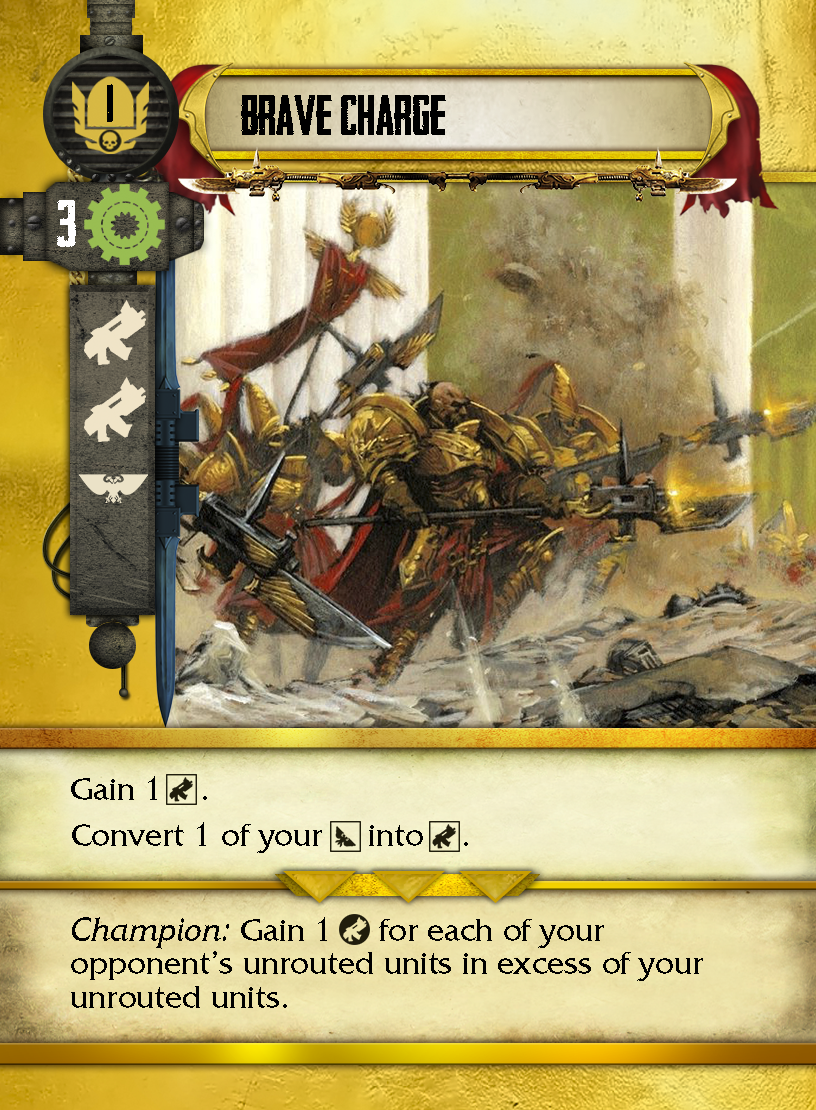 I
BRAVE CHARGE
3
Gain 1 .
Convert 1 of your into .
Champion: Gain 1 for each of your
opponent's unrouted units in excess of your
unrouted units.